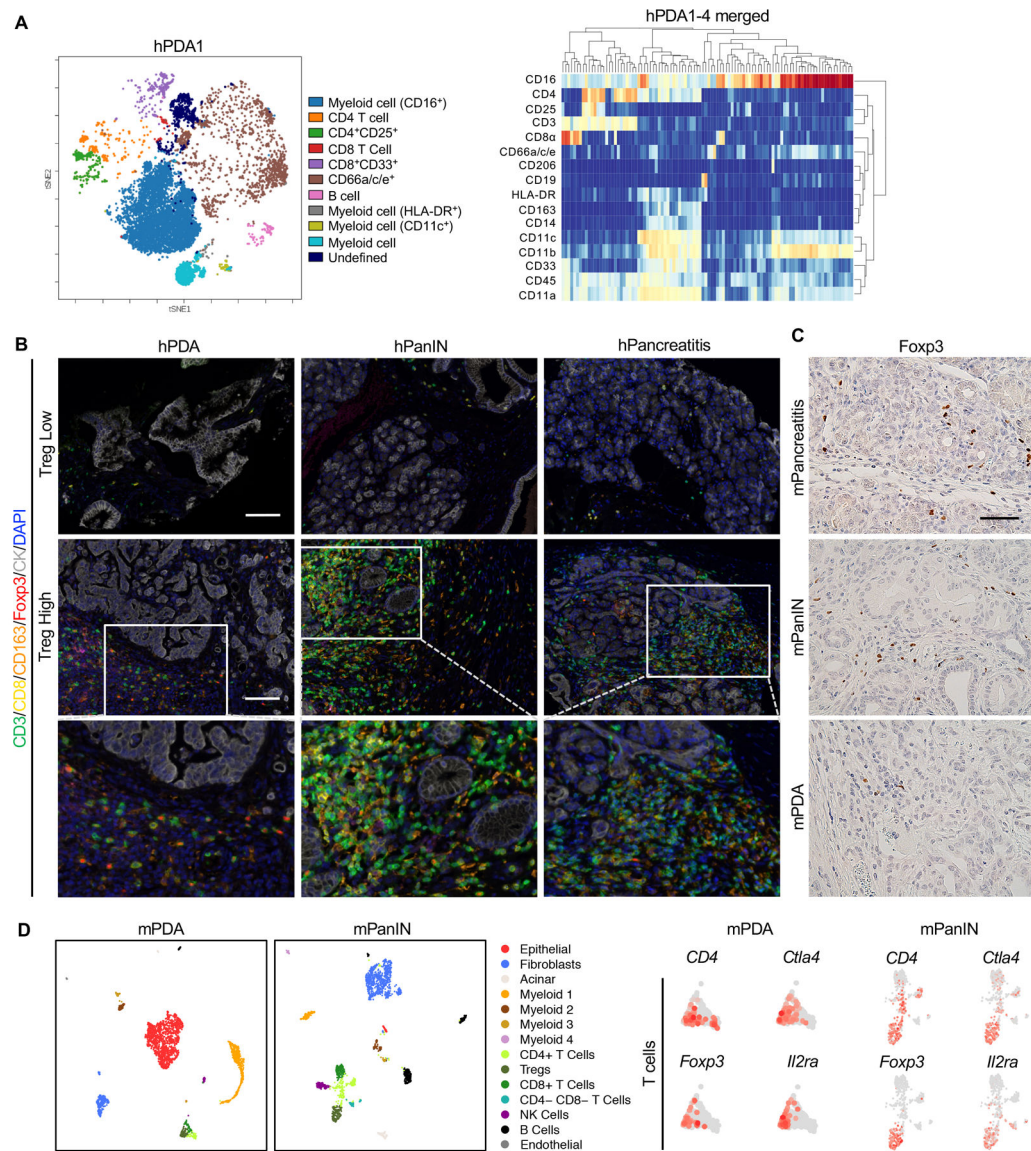 A
hPDA1
tSNE2
tSNE1
Myeloid cell (CD16⁺)
CD4 T cell
CD4⁺CD25⁺
CD8 T Cell
CD8⁺CD33⁺
CD66a/c/e⁺
B cell
Myeloid cell (HLA-DR⁺)
Myeloid cell (CD11c⁺)
Myeloid cell
Undefined
hPDA1-4 merged
CD16
CD4
CD25
CD3
CD8α
CD66a/c/e
CD206
CD19
HLA-DR
CD163
CD14
CD11c
CD11b
CD33
CD45
CD11a
B
hPDA
hPanIN
hPancreatitis
Treg Low
Treg High
CD3/CD8/CD163/Foxp3/CK/DAPI
C
Foxp3
mPancreatitis
mPanIN
mPDA
D
mPDA
mPanIN
Epithelial
Fibroblasts
Acinar
Myeloid 1
Myeloid 2
Myeloid 3
Myeloid 4
CD4+ T Cells
Tregs
CD8+ T Cells
CD4− CD8− T Cells
NK Cells
B Cells
Endothelial
T cells
mPDA
CD4
Ctla4
Foxp3
Il2ra
mPanIN
CD4
Ctla4
Foxp3
Il2ra